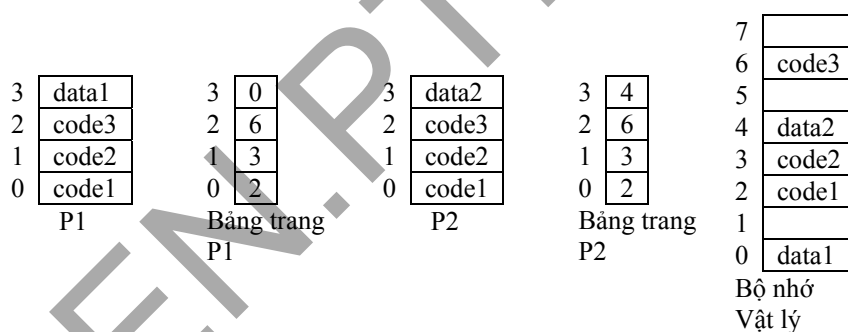 7
6 code3
3 data1 3 0 3 data2 3 4 5
2 code3 2 6 2 code3 2 6 4 data2
1 code2 1 3 1 code2 1 3 3 code2
0 code1 0 2 0 code1 0 2 2 code1
P1 Bảng trang P2 Bảng trang 1
P1 P2 0 data1
Bộ nhớ
Vật lý